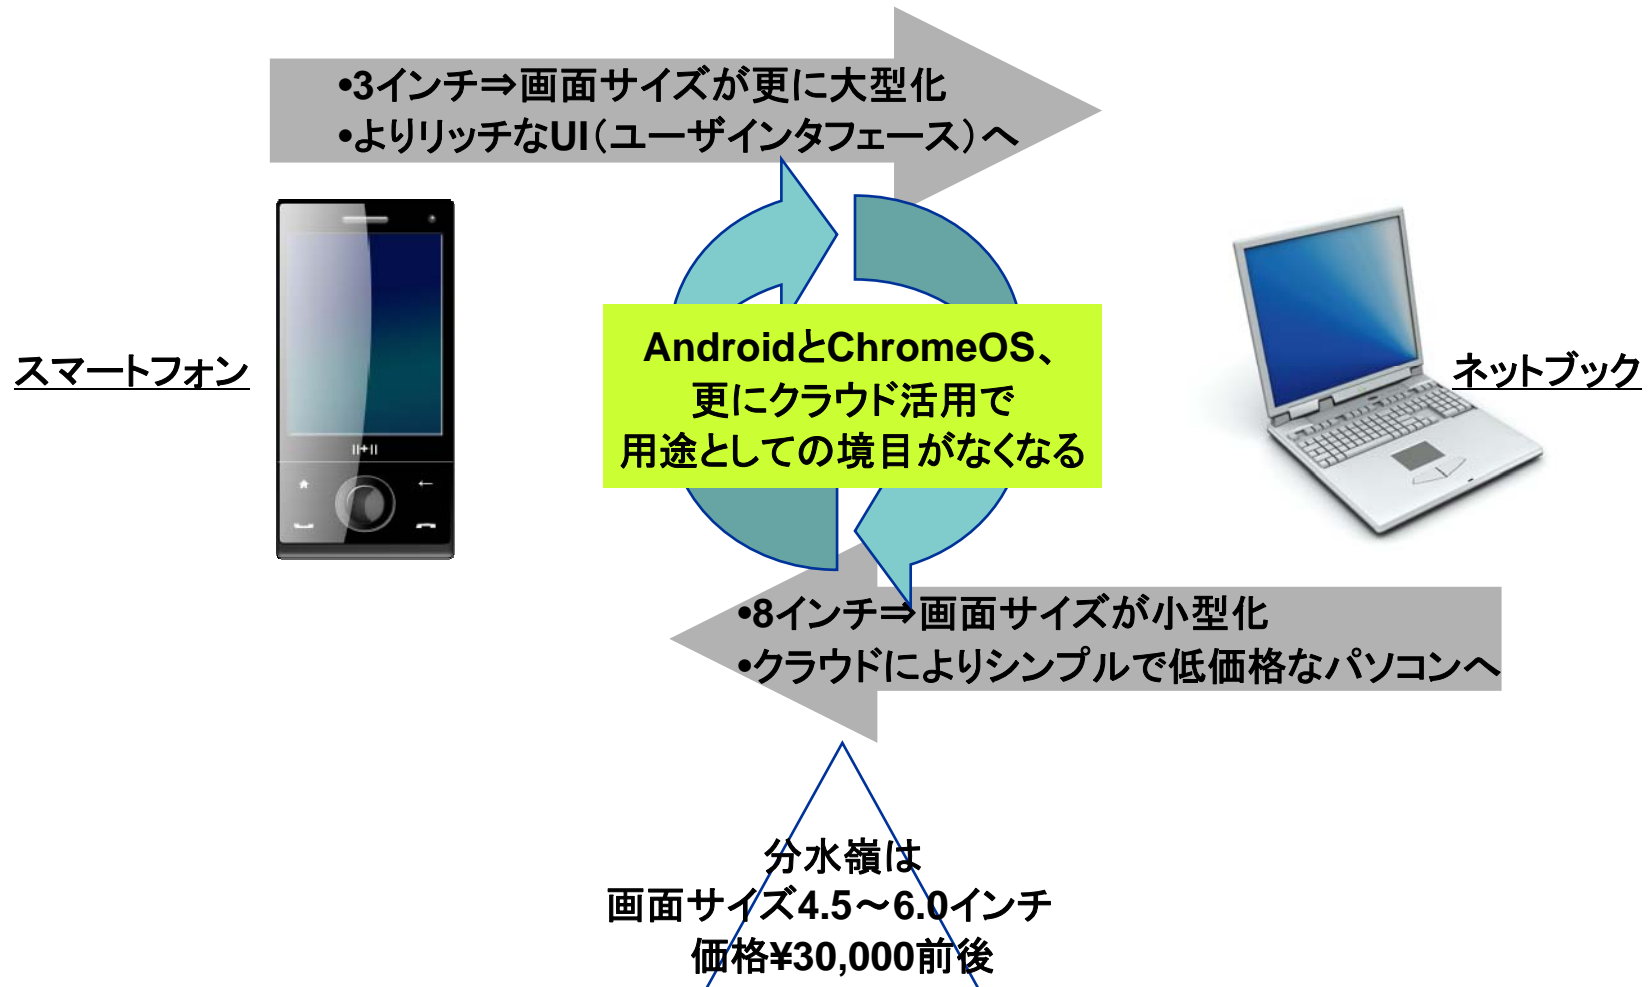 •3インチ⇒画面サイズが更に大型化
•よりリッチなUI（ユーザインタフェース）へ
スマートフォン
AndroidとChromeOS、
更にクラウド活用で
用途としての境目がなくなる
ネットブック
•8インチ⇒画面サイズが小型化
•クラウドによりシンプルで低価格なパソコンへ
分水嶺は
画面サイズ4.5～6.0インチ
価格¥30,000前後